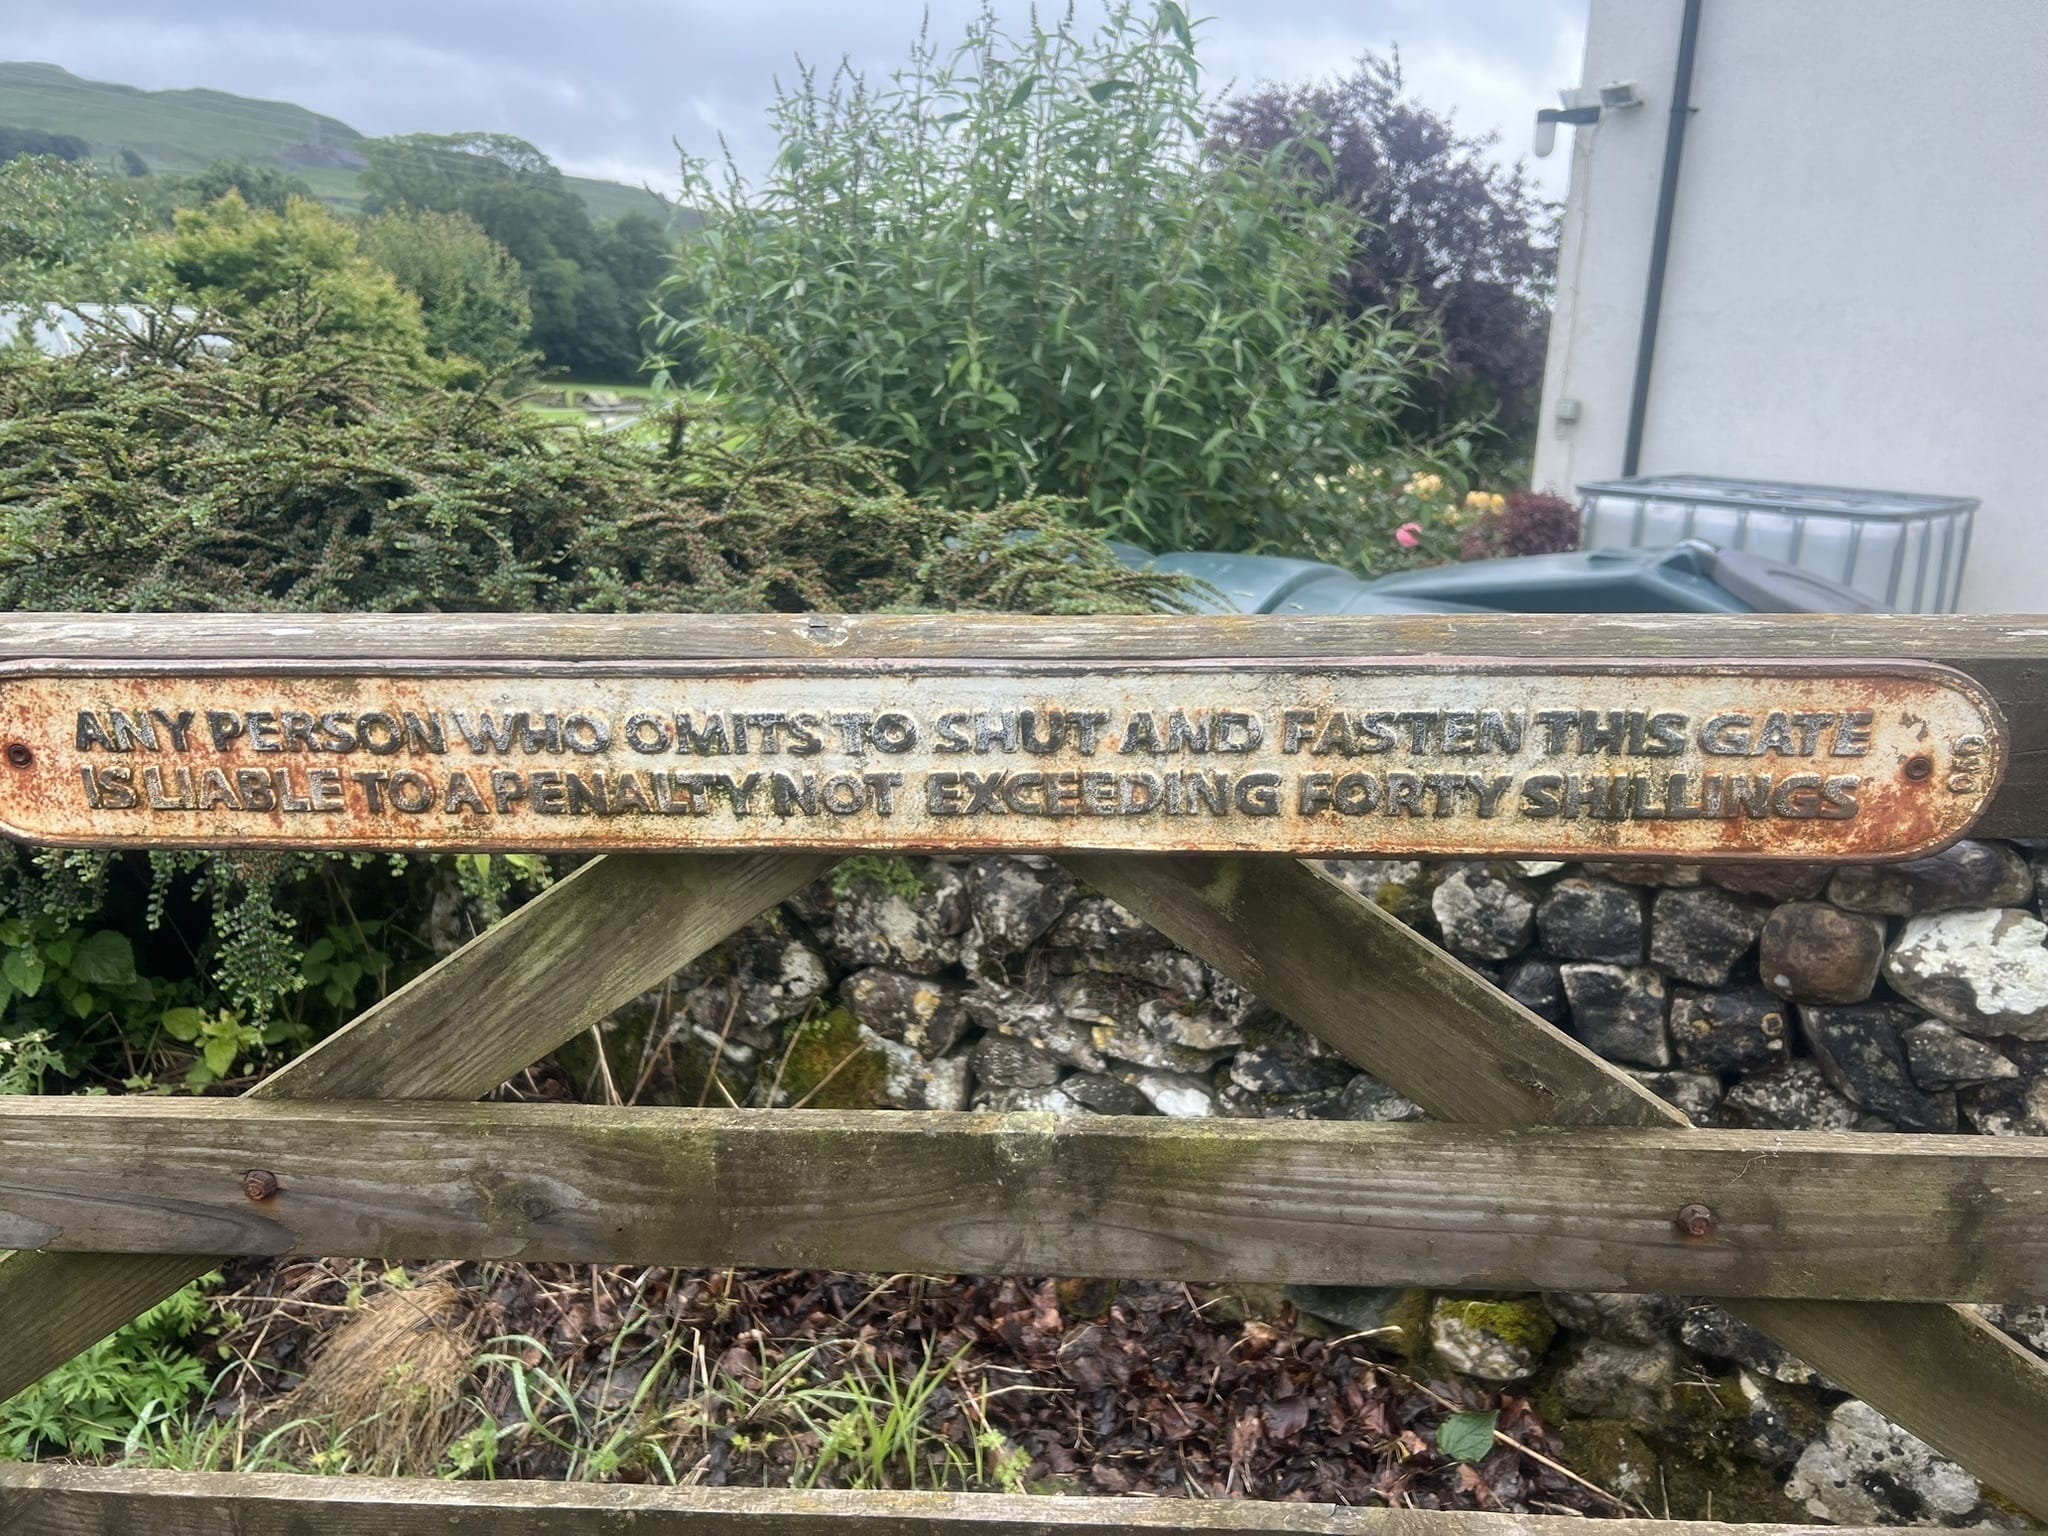 ANY PERSON WHO OMITS TO SHUT AND FASTEN THIS GATE
IS LIABLE TO A PENALTY NOT EXCEEDING FORTY SHILLINGS